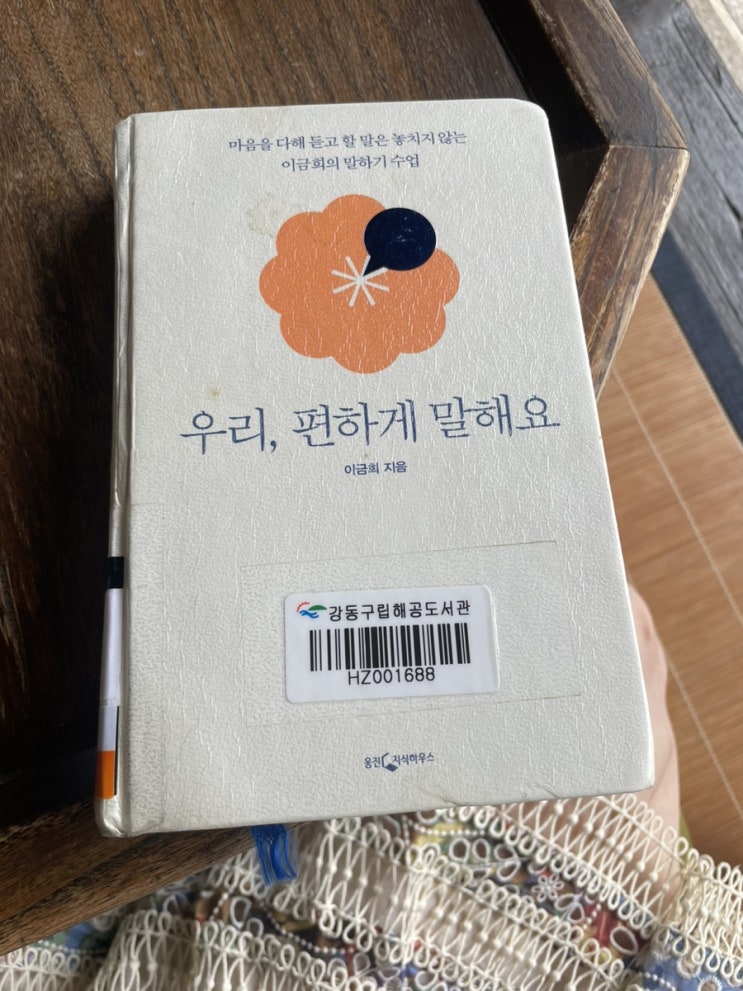 마음을 다해 듣고 할 말은 놓치지 않는
이금희의 말하기 수업
우리, 편하게 말해요
이금희 지음
강동구립해공도서관
HZ001688
웅진 지식하우스